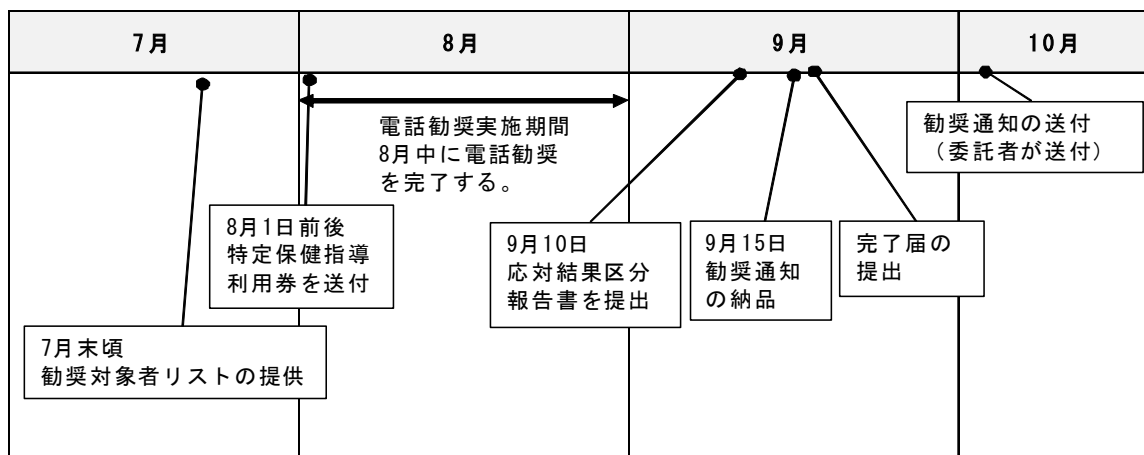 7月
8月
9月
10月
電話勧奨実施期間
8月中に電話勧奨
を完了する。
勧奨通知の送付
（委託者が送付）
8月1日前後
特定保健指導
利用券を送付
9月10日
応対結果区分
報告書を提出
9月15日
勧奨通知
の納品
完了届の
提出
7月末頃
勧奨対象者リストの提供